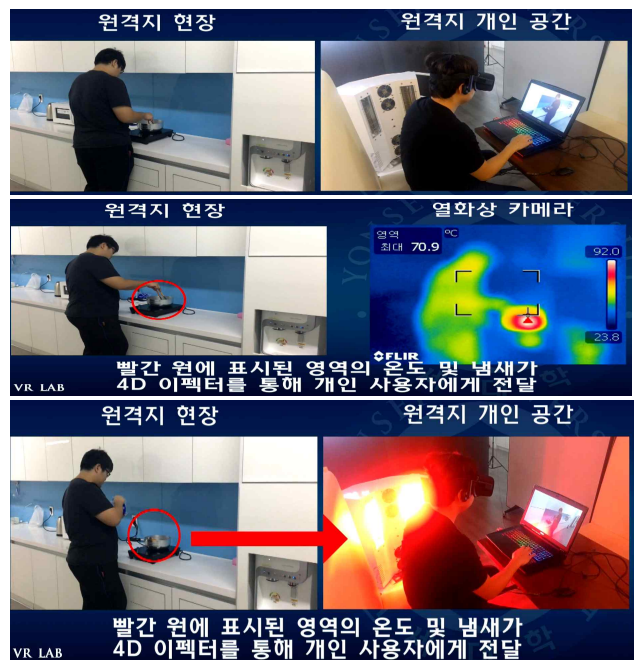 원격지 현장
원격지 개인 공간
원격지 현장
열화상 카메라
영역 °C
최대 70.9
92.0
23.8
FLIR
빨간 원에 표시된 영역의 온도 및 냄새가
VR LAB
4D 이펙터를 통해 개인 사용자에게 전달
원격지 현장
원격지 개인 공간
빨간 원에 표시된 영역의 온도 및 냄새가
VR LAB
4D 이펙터를 통해 개인 사용자에게 전달